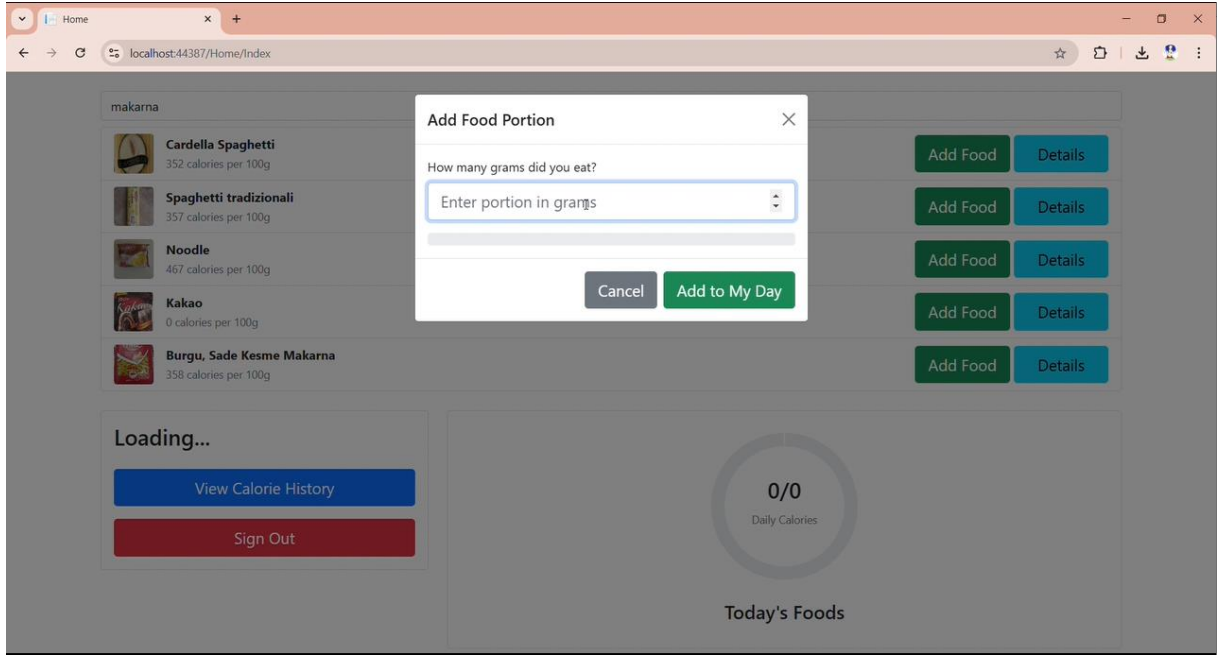 Home
localhost:44387/Home/Index
makarna
Cardella Spaghetti
352 calories per 100g
Add Food Details
Spaghetti tradizionali
357 calories per 100g
Add Food Details
Noodle
467 calories per 100g
Add Food Details
Kakao
0 calories per 100g
Add Food Details
Burgu, Sade Kesme Makarna
358 calories per 100g
Add Food Details
Add Food Portion
How many grams did you eat?
Enter portion in grams
Cancel Add to My Day
Loading...
View Calorie History
Sign Out
0/0
Daily Calories
Today's Foods